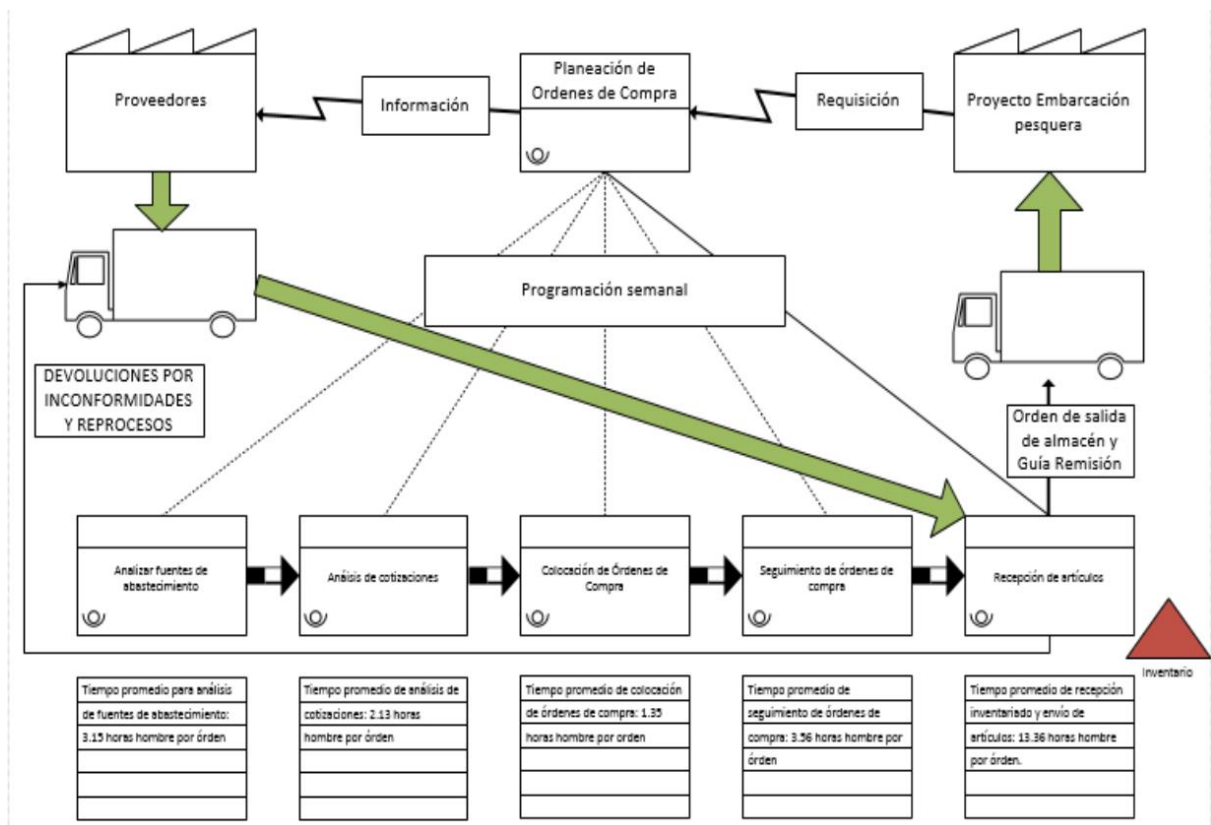 Proveedores
Información
Planeación de
Ordenes de Compra
Requisición
Proyecto Embarcación
pesquera
Programación semanal
DEVOLUCIONES POR
INCONFORMIDADES
Y REPROCESOS
Orden de salida
de almacén y
Guía Remisión
Analizar fuentes de
abastecimiento
Análisis de cotizaciones
Colocación de Órdenes de
Compra
Seguimiento de órdenes de
compra
Recepción de artículos
Inventario
Tiempo promedio para análisis
de fuentes de abastecimiento:
3.15 horas hombre por órden
Tiempo promedio de análisis de
cotizaciones: 2.13 horas
hombre por órden
Tiempo promedio de colocación
de órdenes de compra: 1.35
horas hombre por orden
Tiempo promedio de
seguimiento de órdenes de
compra: 3.56 horas hombre por
órden
Tiempo promedio de recepción
inventariado y envío de
artículos: 13.36 horas hombre
por órden.